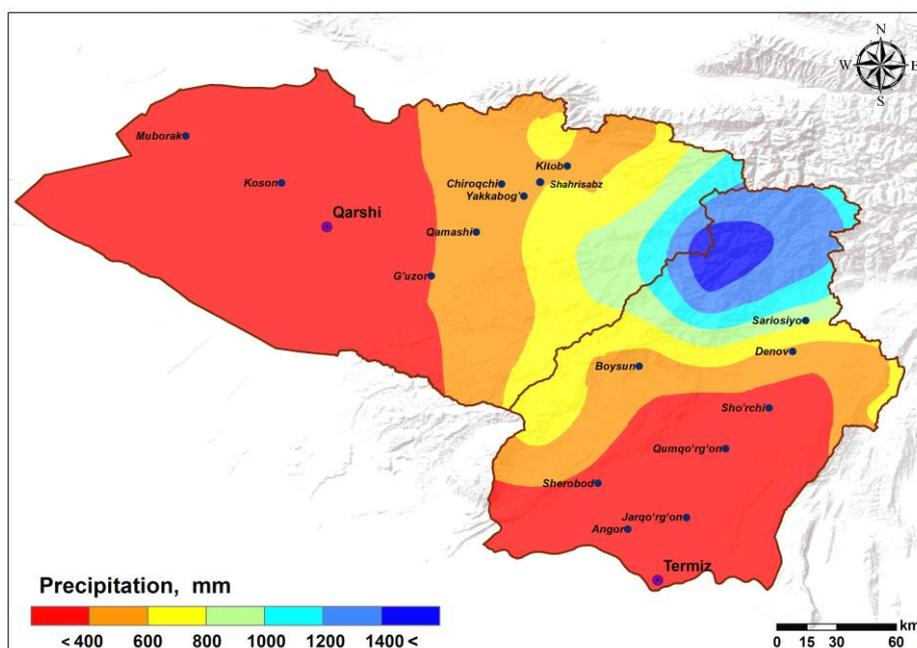 N
W E
S
Muborak
Kitob
Koson
Chiroqchi
Shahrisabz
Yakkabog'
Qarshi
Qamashi
G'uzor
Sariosiyo
Denov
Boysun
Sho'rchi
Qumqo'rg'on
Sherobod
Jarqo'rg'on
Angor
Termiz
Precipitation, mm
< 400 600 800 1000 1200 1400 <
km
0 15 30 60